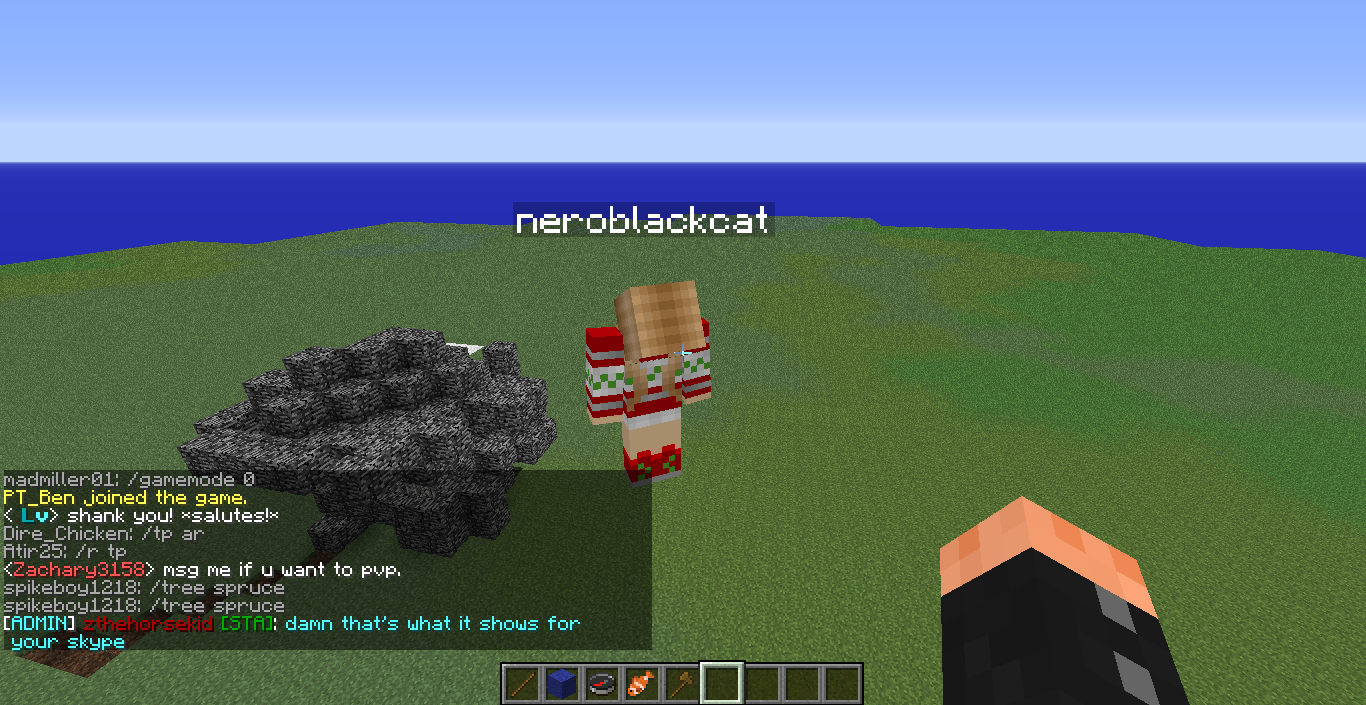 neroblackcat
madmiller01: /gamemode 0
PT_Ben joined the game.
< Lv> shank you! *salutes!*
Dire_Chicken: /tp ar
Atir25: /r tp
<Zachary3158> msg me if u want to pvp.
spikeboy1218: /tree spruce
spikeboy1218: /tree spruce
[ADMIN] zthehorsekid [STA]: damn that's what it shows for
your skype